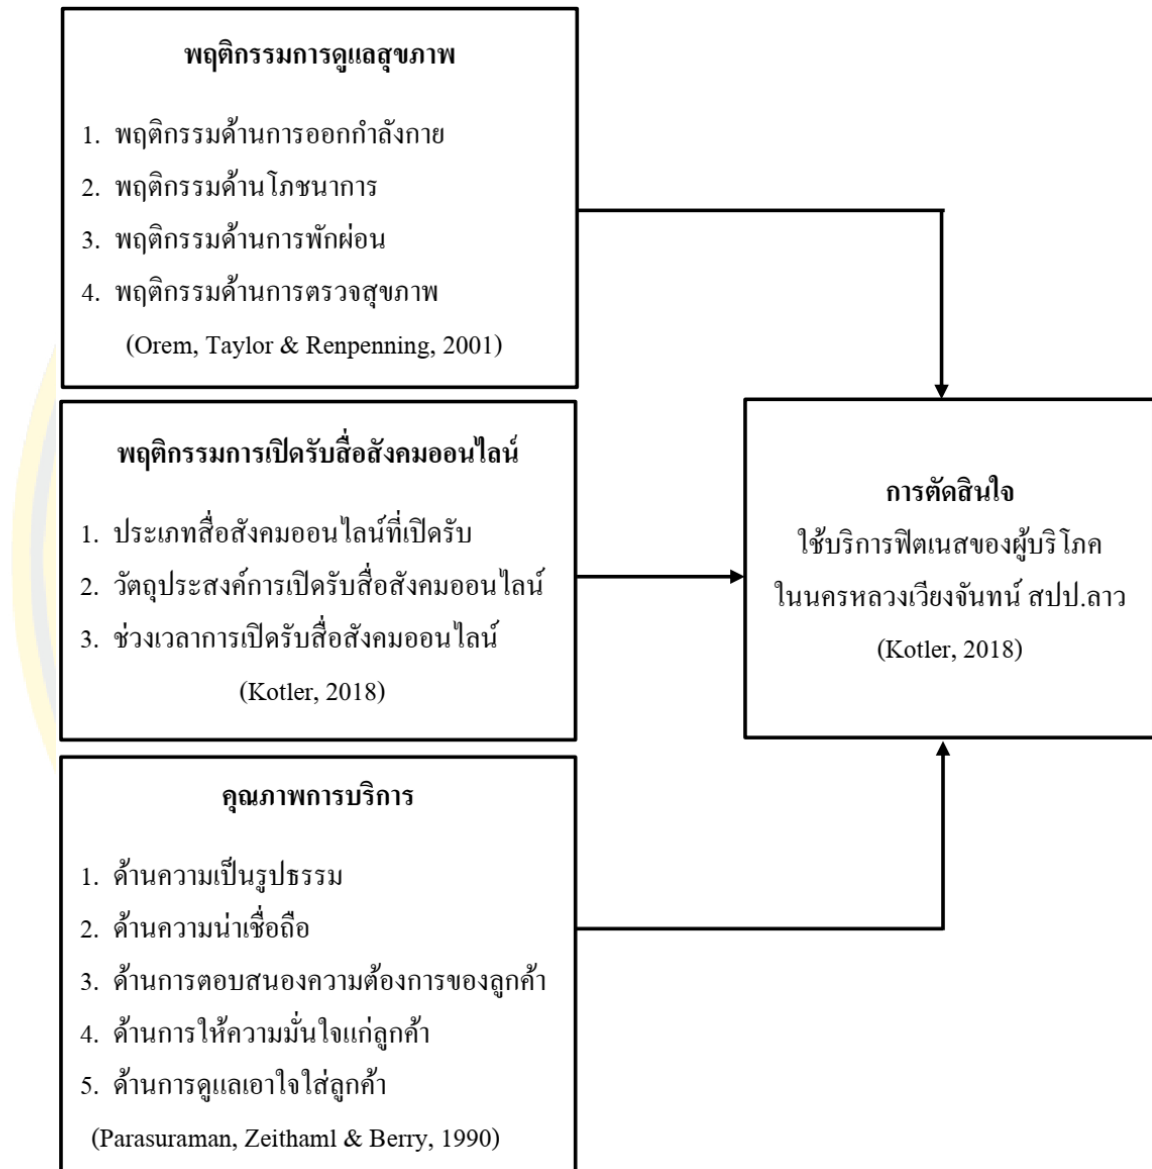 พฤติกรรมการดูแลสุขภาพ
1. พฤติกรรมด้านการออกกำลังกาย
2. พฤติกรรมด้านโภชนาการ
3. พฤติกรรมด้านการพักผ่อน
4. พฤติกรรมด้านการตรวจสุขภาพ
(Orem, Taylor & Renpenning, 2001)
พฤติกรรมการเปิดรับสื่อสังคมออนไลน์
1. ประเภทสื่อสังคมออนไลน์ที่เปิดรับ
2. วัตถุประสงค์การเปิดรับสื่อสังคมออนไลน์
3. ช่วงเวลาการเปิดรับสื่อสังคมออนไลน์
(Kotler, 2018)
คุณภาพการบริการ
1. ด้านความเป็นรูปธรรม
2. ด้านความน่าเชื่อถือ
3. ด้านการตอบสนองความต้องการของลูกค้า
4. ด้านการให้ความมั่นใจแก่ลูกค้า
5. ด้านการดูแลเอาใจใส่ลูกค้า
(Parasuraman, Zeithaml & Berry, 1990)
การตัดสินใจ
ใช้บริการฟิตเนสของผู้บริโภค
ในนครหลวงเวียงจันทน์ สปป.ลาว
(Kotler, 2018)